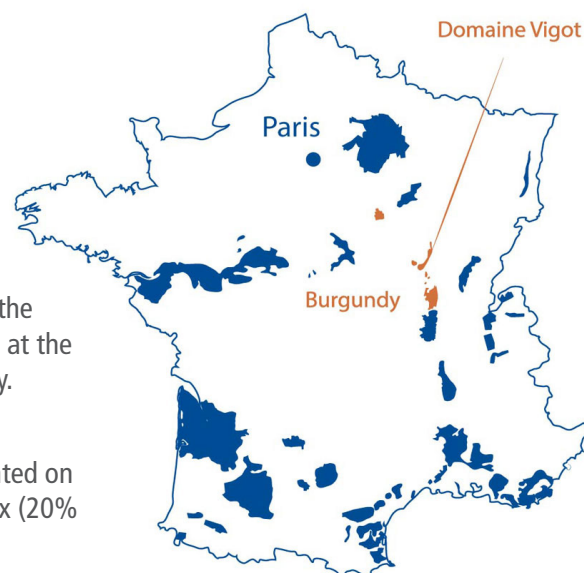 Domaine Vigot
Paris
Burgundy
the
at the
y.
ted on
x (20%